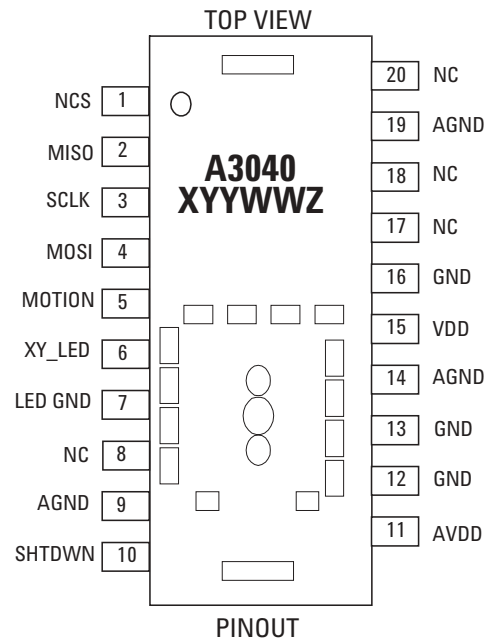 TOP VIEW
NCS 1
MISO 2
SCLK 3
MOSI 4
MOTION 5
XY_LED 6
LED GND 7
NC 8
AGND 9
SHTDWN 10
A3040
XYYWWZ
20 NC
19 AGND
18 NC
17 NC
16 GND
15 VDD
14 AGND
13 GND
12 GND
11 AVDD
PINOUT